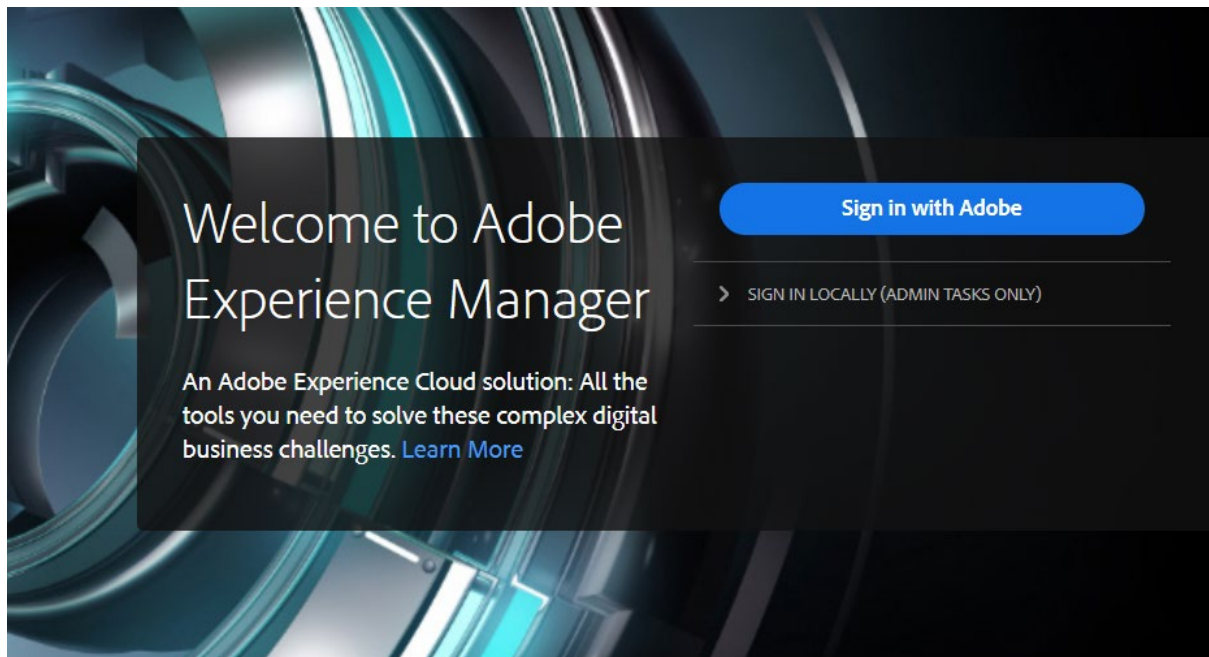 Welcome to Adobe
Experience Manager
An Adobe Experience Cloud solution: All the
tools you need to solve these complex digital
business challenges. Learn More
Sign in with Adobe
SIGN IN LOCALLY (ADMIN TASKS ONLY)